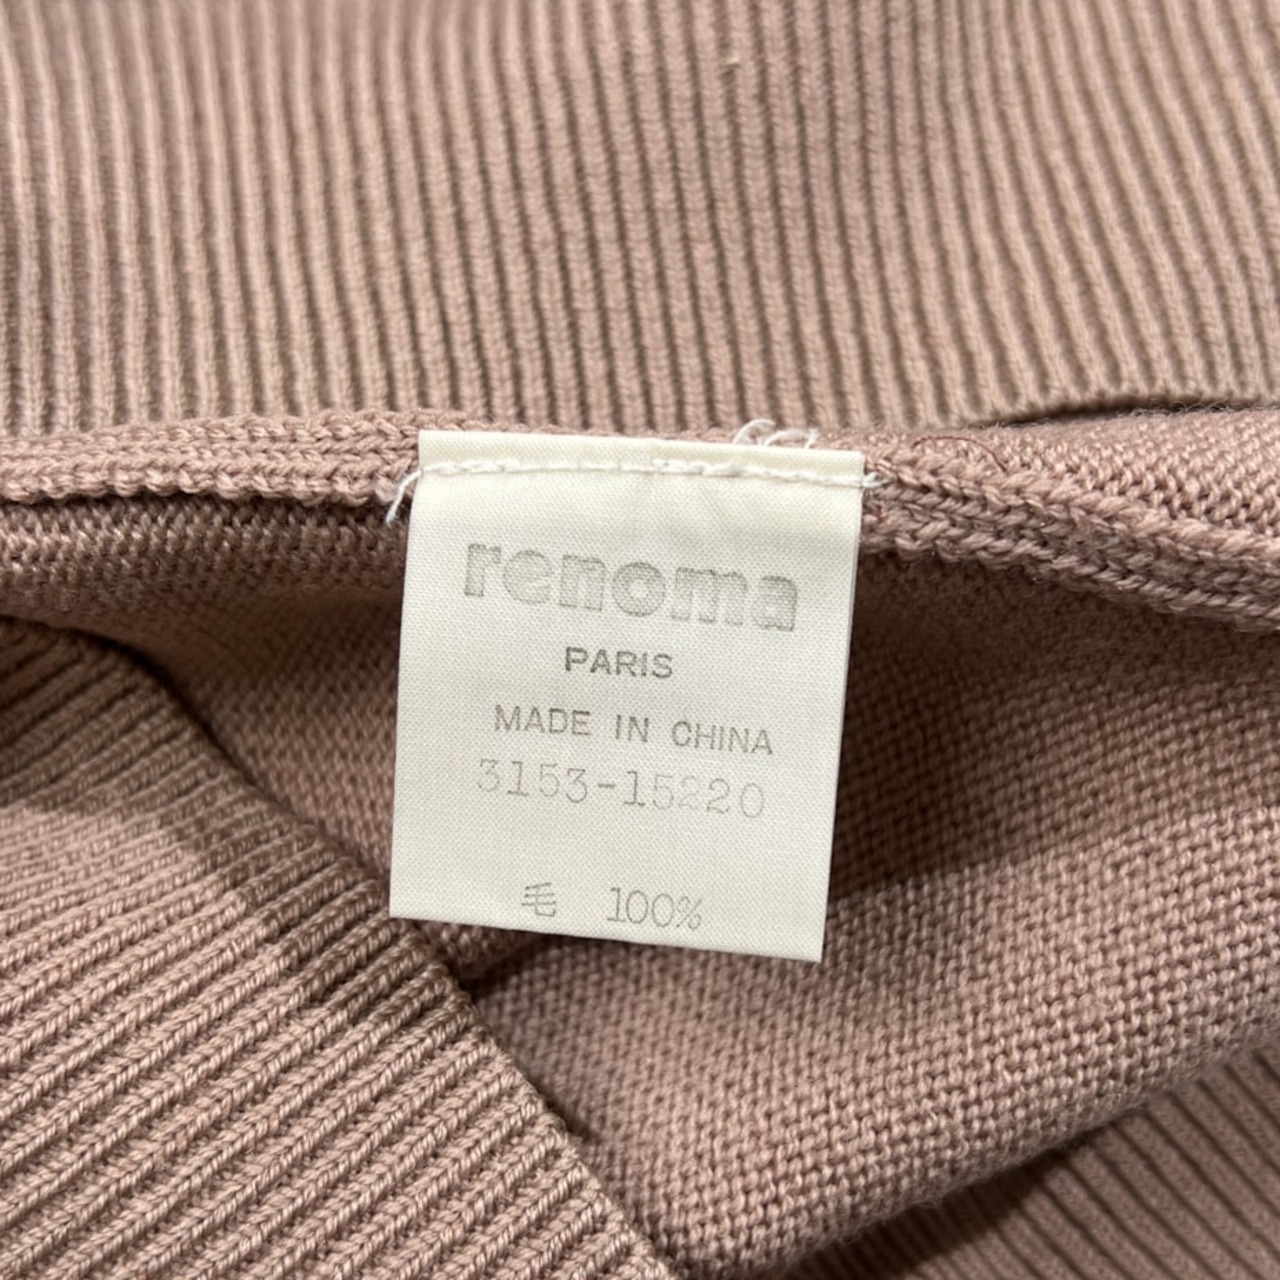 renoma
PARIS
MADE IN CHINA
3153-15220
毛 100%